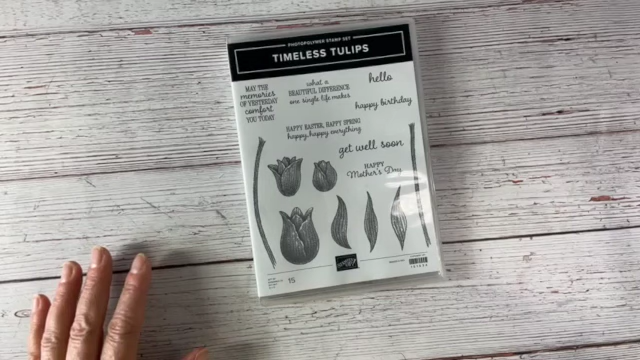 PHOTOPOLYMER STAMP SET
TIMELESS TULIPS
MAY THE
memories
OF YESTERDAY
comfort
YOU TODAY
what a
BEAUTIFUL DIFFERENCE
one single life makes
hello
happy birthday
HAPPY EASTER, HAPPY SPRING
happy, happy everything
get well soon
HAPPY
Mother's Day
15